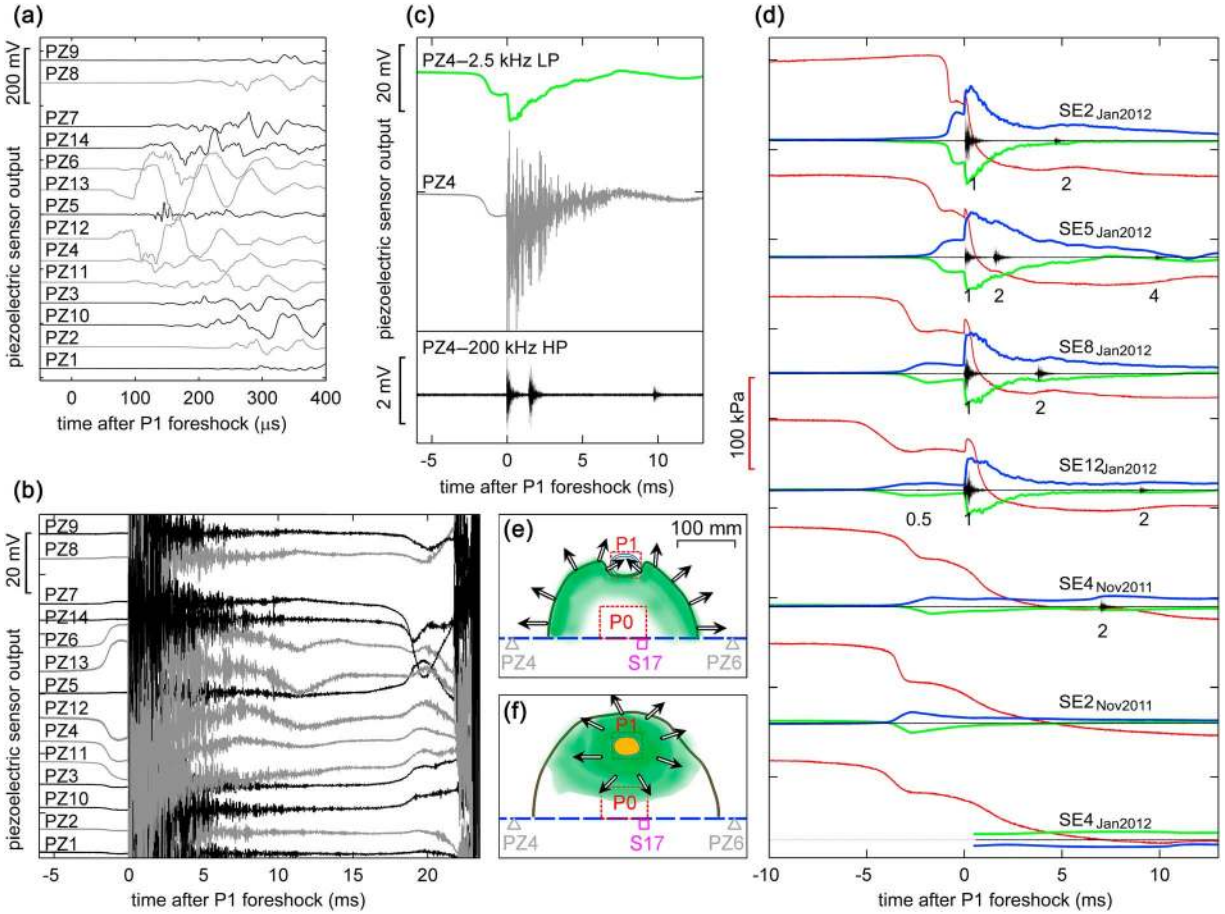 (a)
200 mV
piezoelectric sensor output
PZ9
PZ8
PZ7
PZ14
PZ6
PZ13
PZ5
PZ12
PZ4
PZ11
PZ3
PZ10
PZ2
PZ1
0 100 200 300 400
time after P1 foreshock (μs)
(b)
20 mV
piezoelectric sensor output
PZ9
PZ8
PZ7
PZ14
PZ6
PZ13
PZ5
PZ12
PZ4
PZ11
PZ3
PZ10
PZ2
PZ1
-5 0 5 10 15 20
time after P1 foreshock (ms)
(c)
20 mV
piezoelectric sensor output
2 mV
PZ4–2.5 kHz LP
PZ4
PZ4–200 kHz HP
-5 0 5 10
time after P1 foreshock (ms)
(d)
100 kPa
SE2Jan2012
1 2
SE5Jan2012
1 2 4
SE8Jan2012
1 2
SE12Jan2012
0.5 1 2
SE4Nov2011
2
SE2Nov2011
SE4Jan2012
-10 -5 0 5 10
time after P1 foreshock (ms)
(e)
P1
100 mm
P0
PZ4 S17 PZ6
(f)
P1
P0
PZ4 S17 PZ6